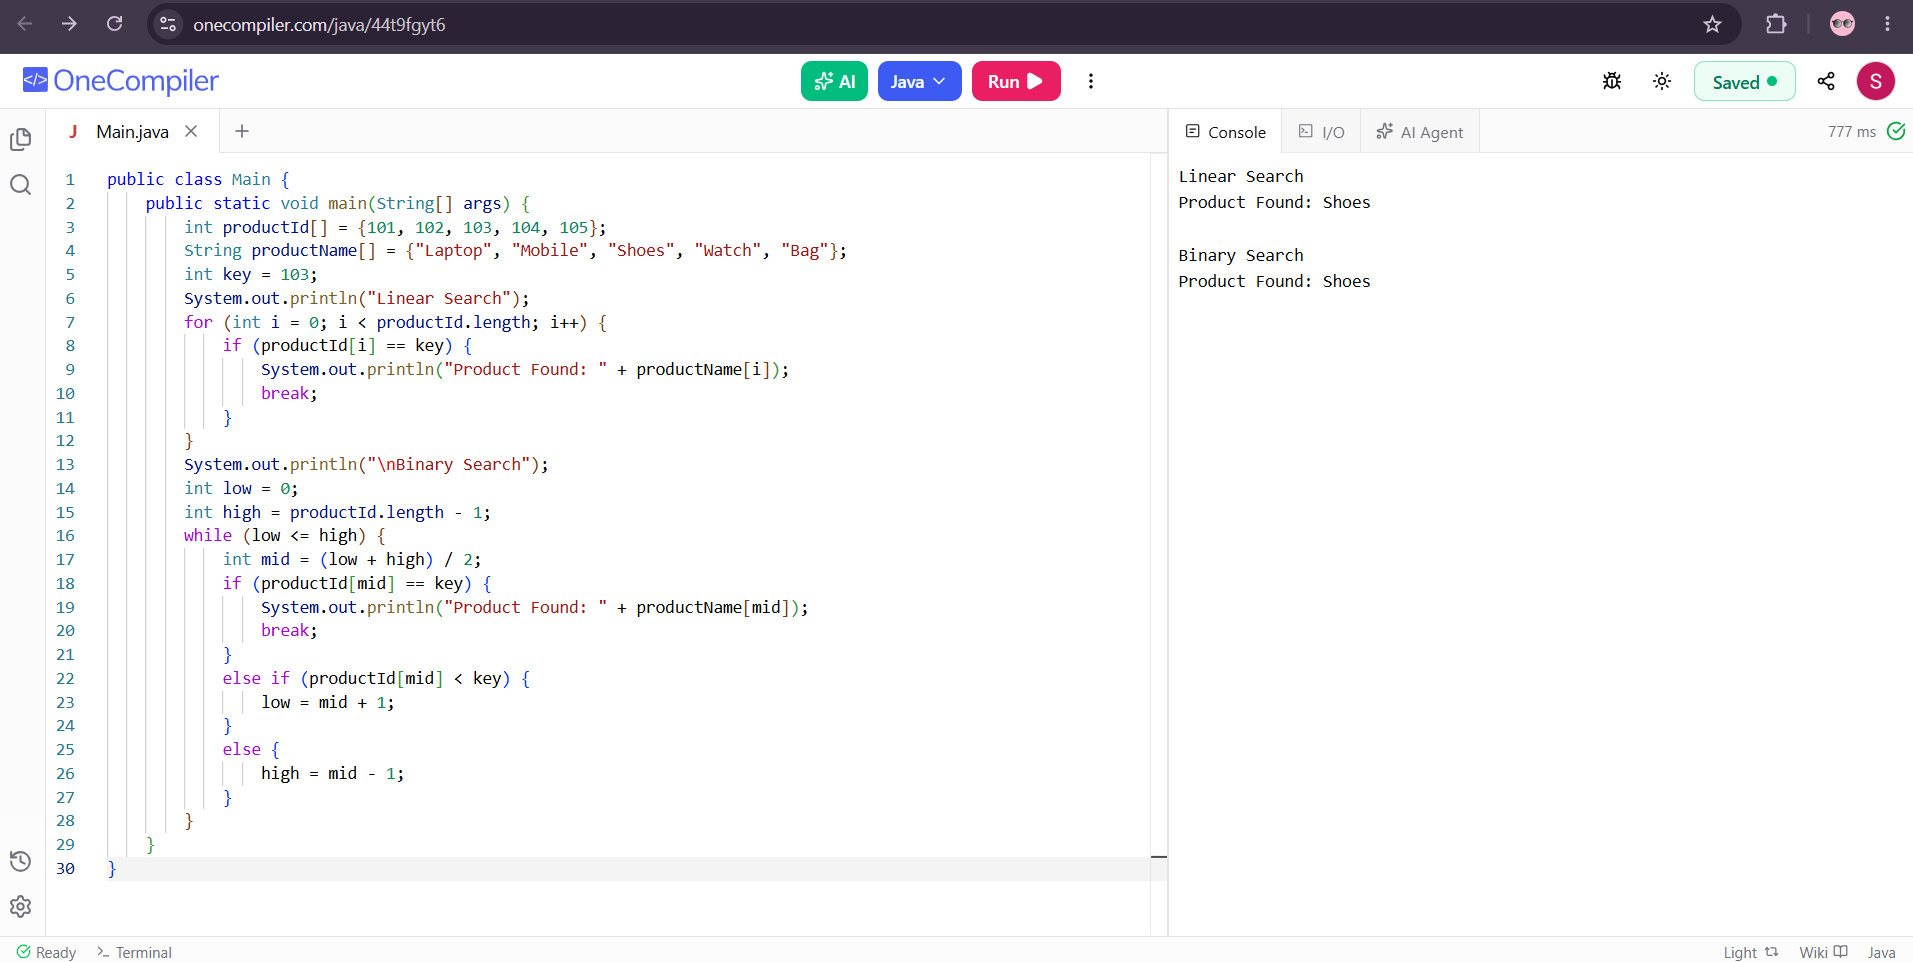 onecompiler.com/java/44t9fgyt6
</> OneCompiler
AI
Java
Run
Saved
S
J Main.java
Console
I/O
AI Agent
777 ms
1 public class Main {
2     public static void main(String[] args) {
3         int productId[] = {101, 102, 103, 104, 105};
4         String productName[] = {"Laptop", "Mobile", "Shoes", "Watch", "Bag"};
5         int key = 103;
6         System.out.println("Linear Search");
7         for (int i = 0; i < productId.length; i++) {
8             if (productId[i] == key) {
9                 System.out.println("Product Found: " + productName[i]);
10                 break;
11             }
12         }
13         System.out.println("\nBinary Search");
14         int low = 0;
15         int high = productId.length - 1;
16         while (low <= high) {
17             int mid = (low + high) / 2;
18             if (productId[mid] == key) {
19                 System.out.println("Product Found: " + productName[mid]);
20                 break;
21             }
22             else if (productId[mid] < key) {
23                 low = mid + 1;
24             }
25             else {
26                 high = mid - 1;
27             }
28         }
29     }
30 }
Linear Search
Product Found: Shoes
Binary Search
Product Found: Shoes
Ready
Terminal
Light
Wiki
Java